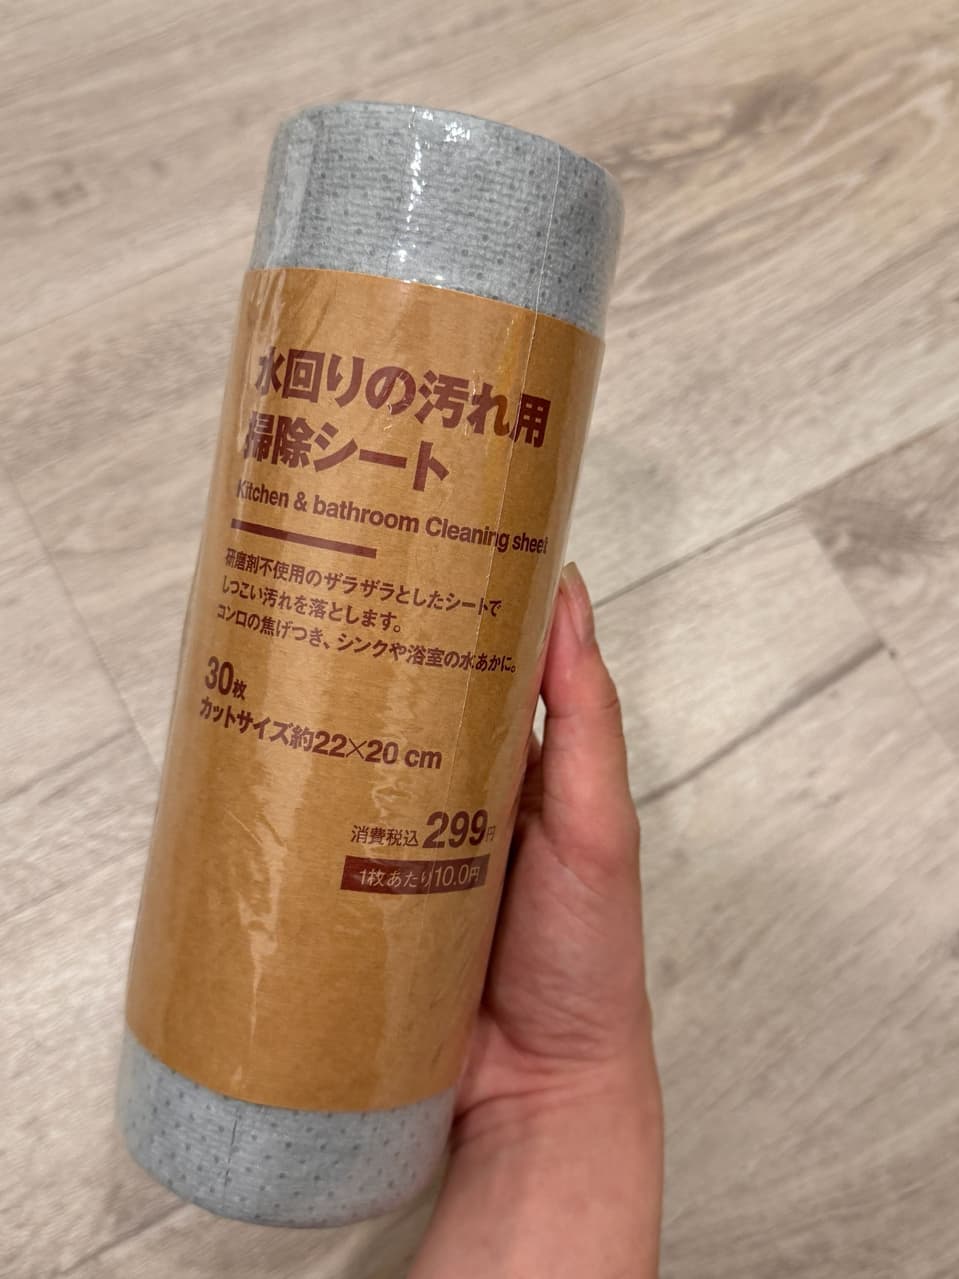 水回りの汚れ用
掃除シート
Kitchen & bathroom Cleaning sheet
研磨剤不使用のザラザラとしたシートで
しつこい汚れを落とします。
コンロの焦げつき、シンクや浴室の水あかに。
30枚
カットサイズ約22×20 cm
消費税込299円
1枚あたり10.0円